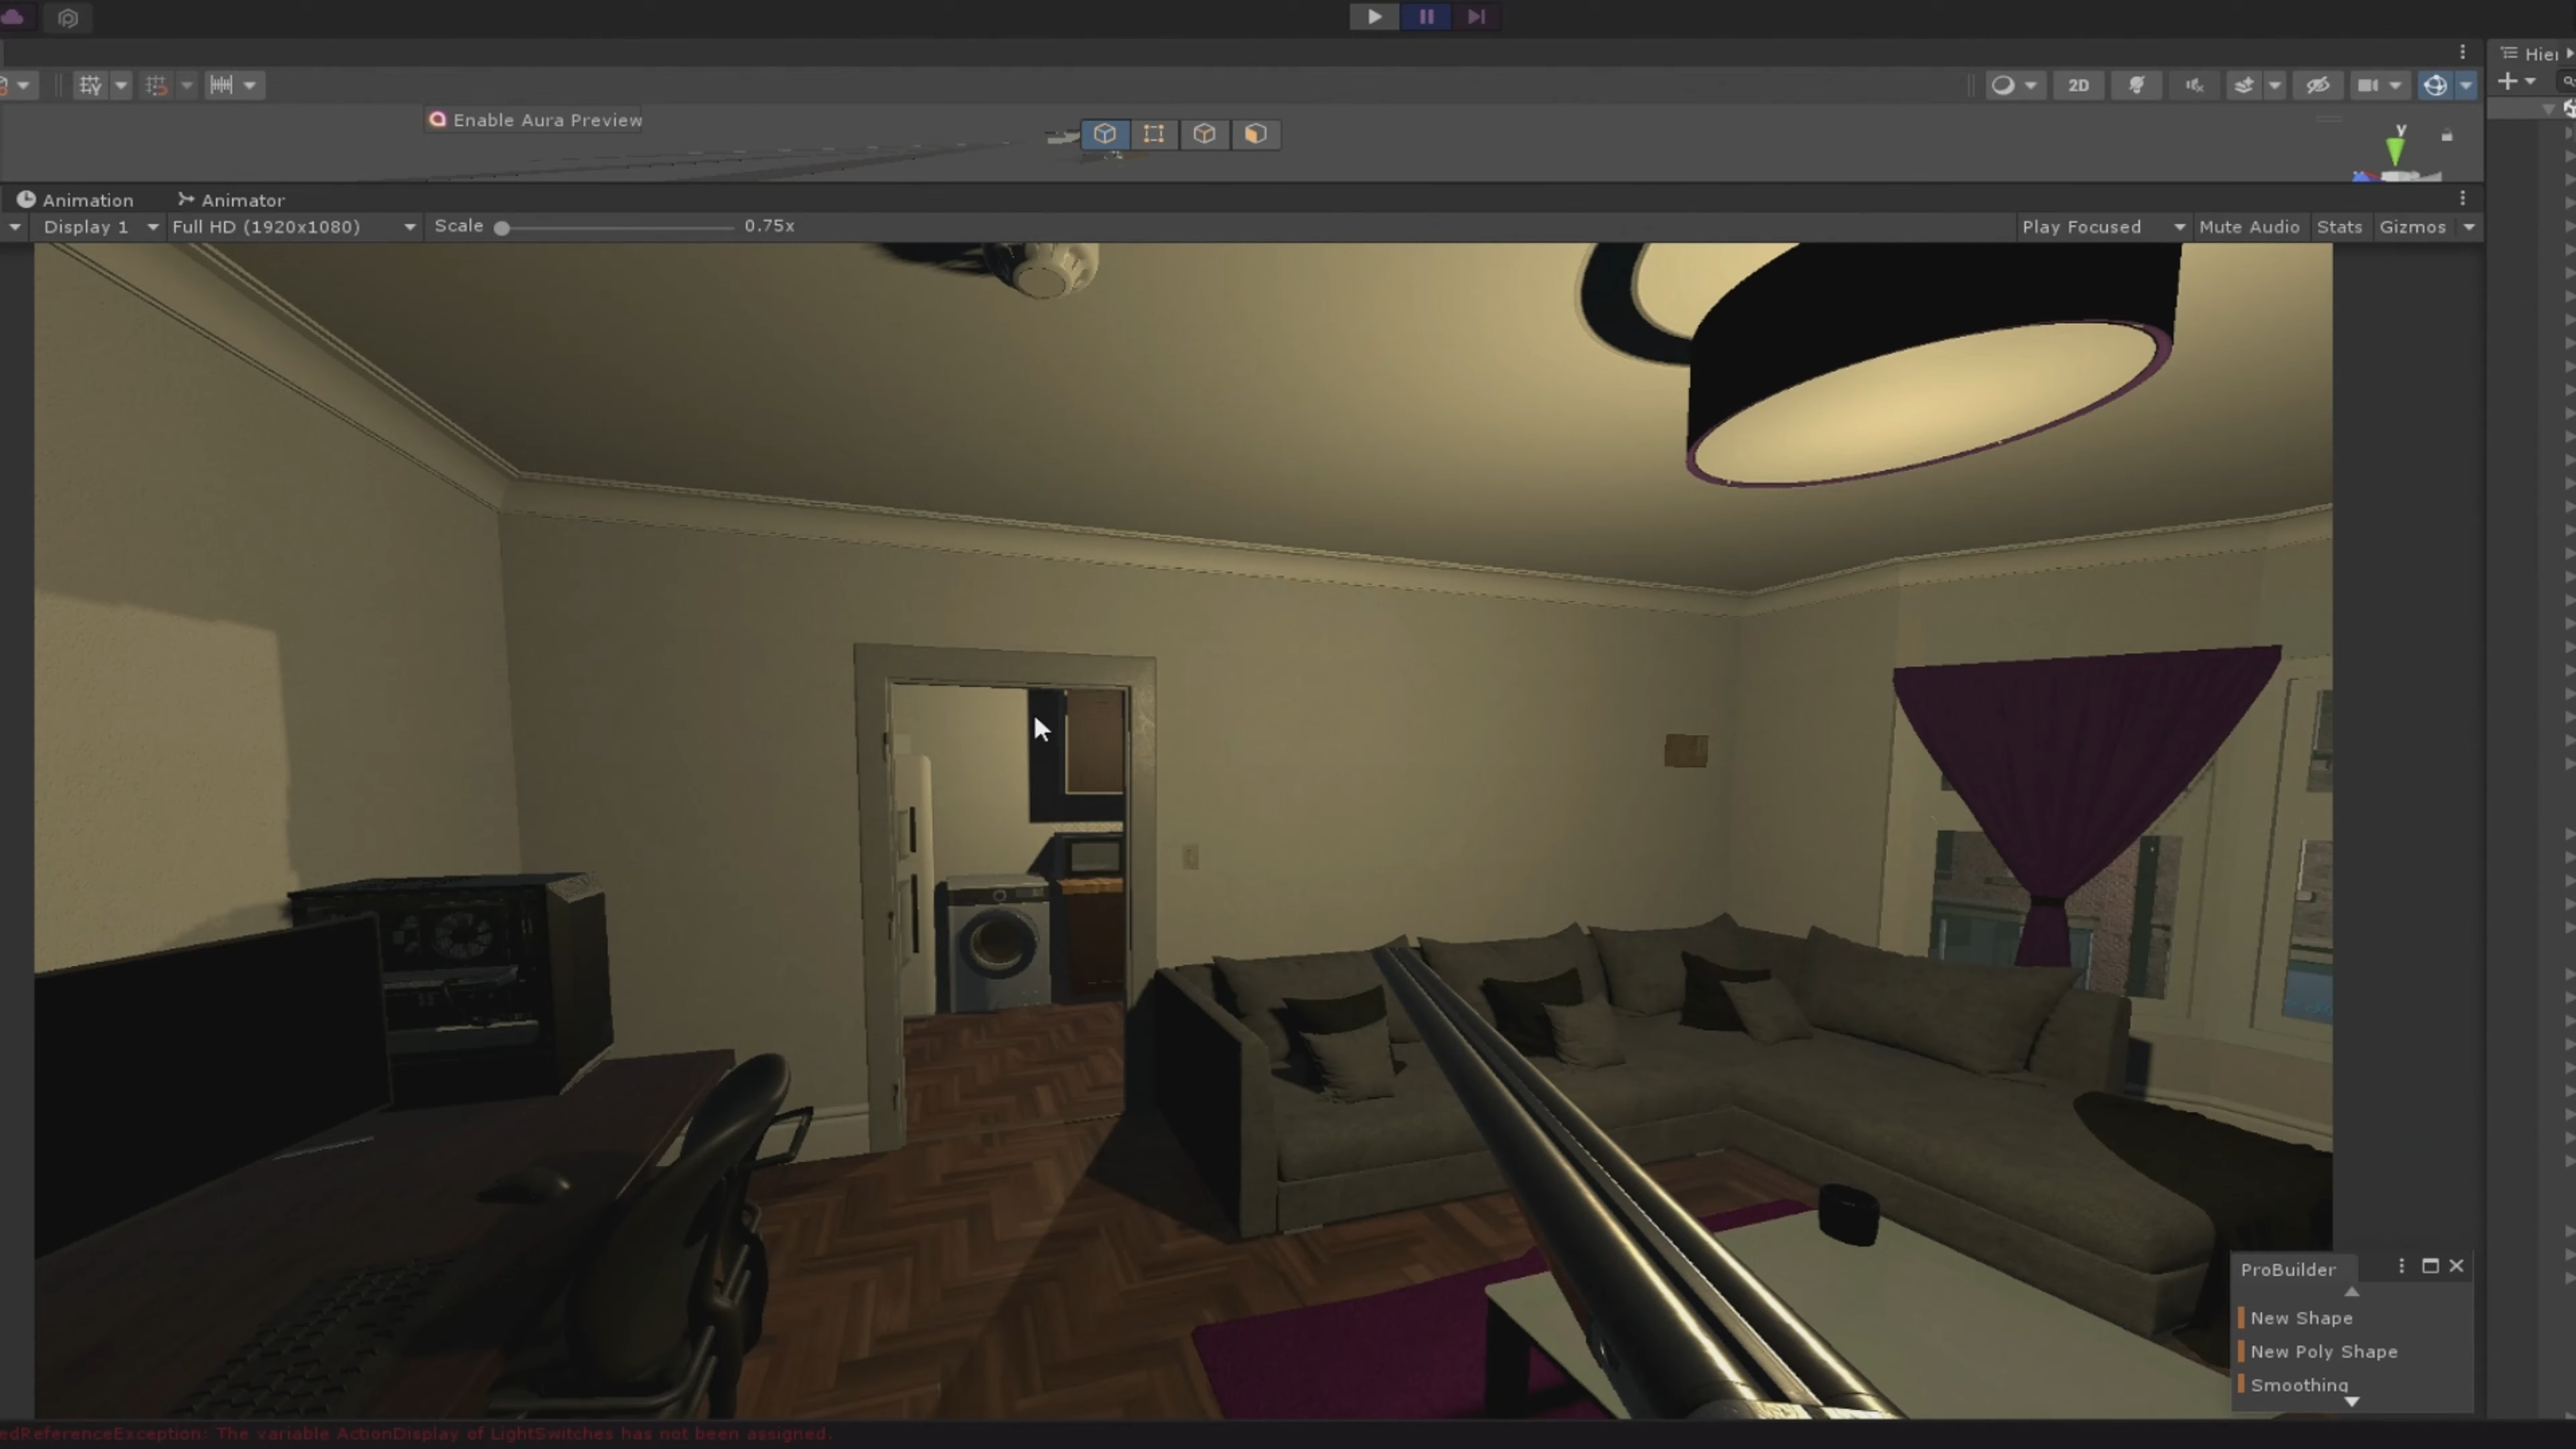 Hier
2D
Enable Aura Preview
y
Animation Animator
Display 1 Full HD (1920x1080) Scale 0.75x Play Focused Mute Audio Stats Gizmos
ProBuilder
New Shape
New Poly Shape
Smoothing
edReferenceException: The variable ActionDisplay of LightSwitches has not been assigned.